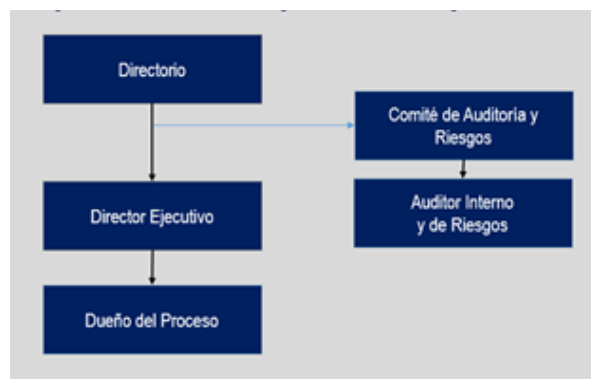 Directorio
Comité de Auditoría y
Riesgos
Director Ejecutivo
Auditor Interno
y de Riesgos
Dueño del Proceso